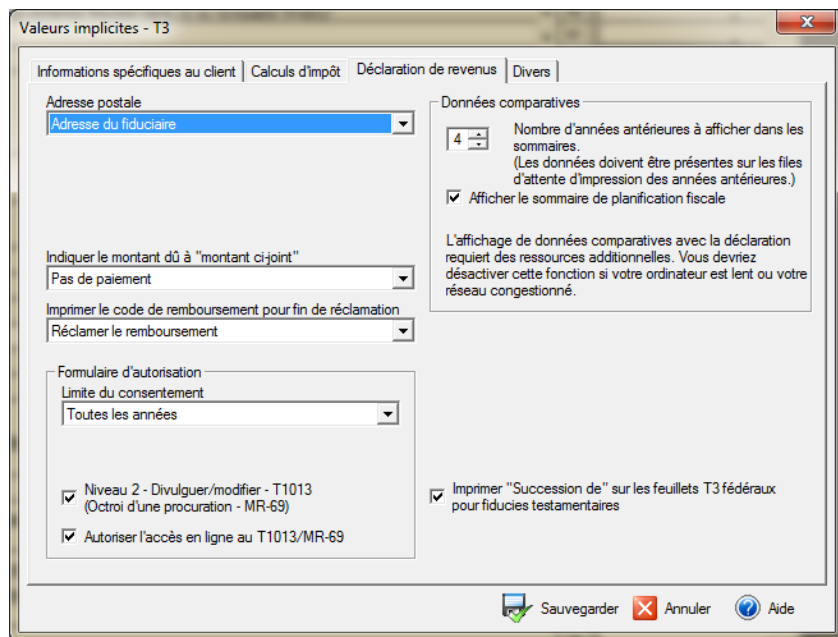 Valeurs implicites - T3
Informations spécifiques au client
Calculs d'impôt
Déclaration de revenus
Divers
Adresse postale
Adresse du fiduciaire
Indiquer le montant dû à "montant ci-joint"
Pas de paiement
Imprimer le code de remboursement pour fin de réclamation
Réclamer le remboursement
Formulaire d'autorisation
Limite du consentement
Toutes les années
Niveau 2 - Divulguer/modifier - T1013
(Octroi d'une procuration - MR-69)
Autoriser l'accès en ligne au T1013/MR-69
Données comparatives
4
Nombre d'années antérieures à afficher dans les
sommaires.
(Les données doivent être présentes sur les files
d'attente d'impression des années antérieures.)
Afficher le sommaire de planification fiscale
L'affichage de données comparatives avec la déclaration
requiert des ressources additionnelles. Vous devriez
désactiver cette fonction si votre ordinateur est lent ou votre
réseau congestionné.
Imprimer "Succession de" sur les feuillets T3 fédéraux
pour fiducies testamentaires
Sauvegarder
Annuler
Aide